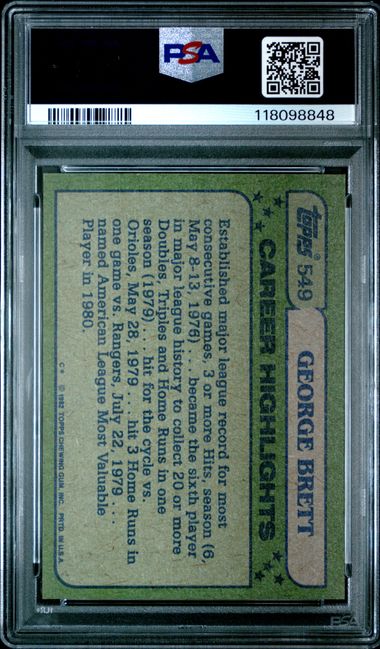 PSA
118098848
topps® 549
GEORGE BRETT
CAREER HIGHLIGHTS
Established major league record for most
consecutive games, 3 or more Hits, season (6,
May 8-13, 1976) ... became the sixth player
in major league history to collect 20 or more
Doubles, Triples and Home Runs in one
season (1979) ... hit for the cycle vs.
Orioles, May 28, 1979 ... hit 3 Home Runs in
one game vs. Rangers, July 22, 1979 ...
named American League Most Valuable
Player in 1980.
© 1982 TOPPS CHEWING GUM, INC. PRTD. IN U.S.A.
PSA